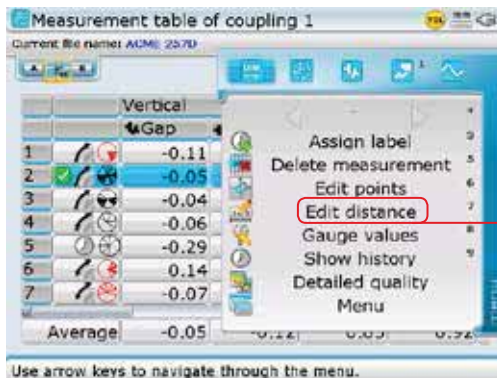 Measurement table of coupling 1
Current file name: ACME 257D
A B
Vertical
Gap
1 -0.11
2 -0.05
3 -0.04
4 -0.06
5 -0.29
6 0.14
7 -0.07
Average -0.05
Assign label
Delete measurement
Edit points
Edit distance
Gauge values
Show history
Detailed quality
Menu
Use arrow keys to navigate through the menu.